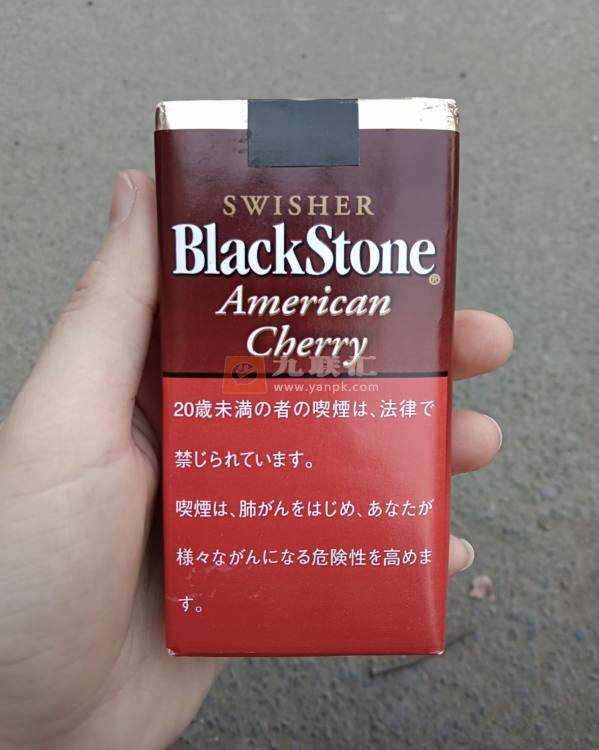 SWISHER
BlackStone®
American
Cherry
九联汇
www.yanpk.com
20歳未満の者の喫煙は、法律で
禁じられています。
喫煙は、肺がんをはじめ、あなたが
様々ながんになる危険性を高めま
す。